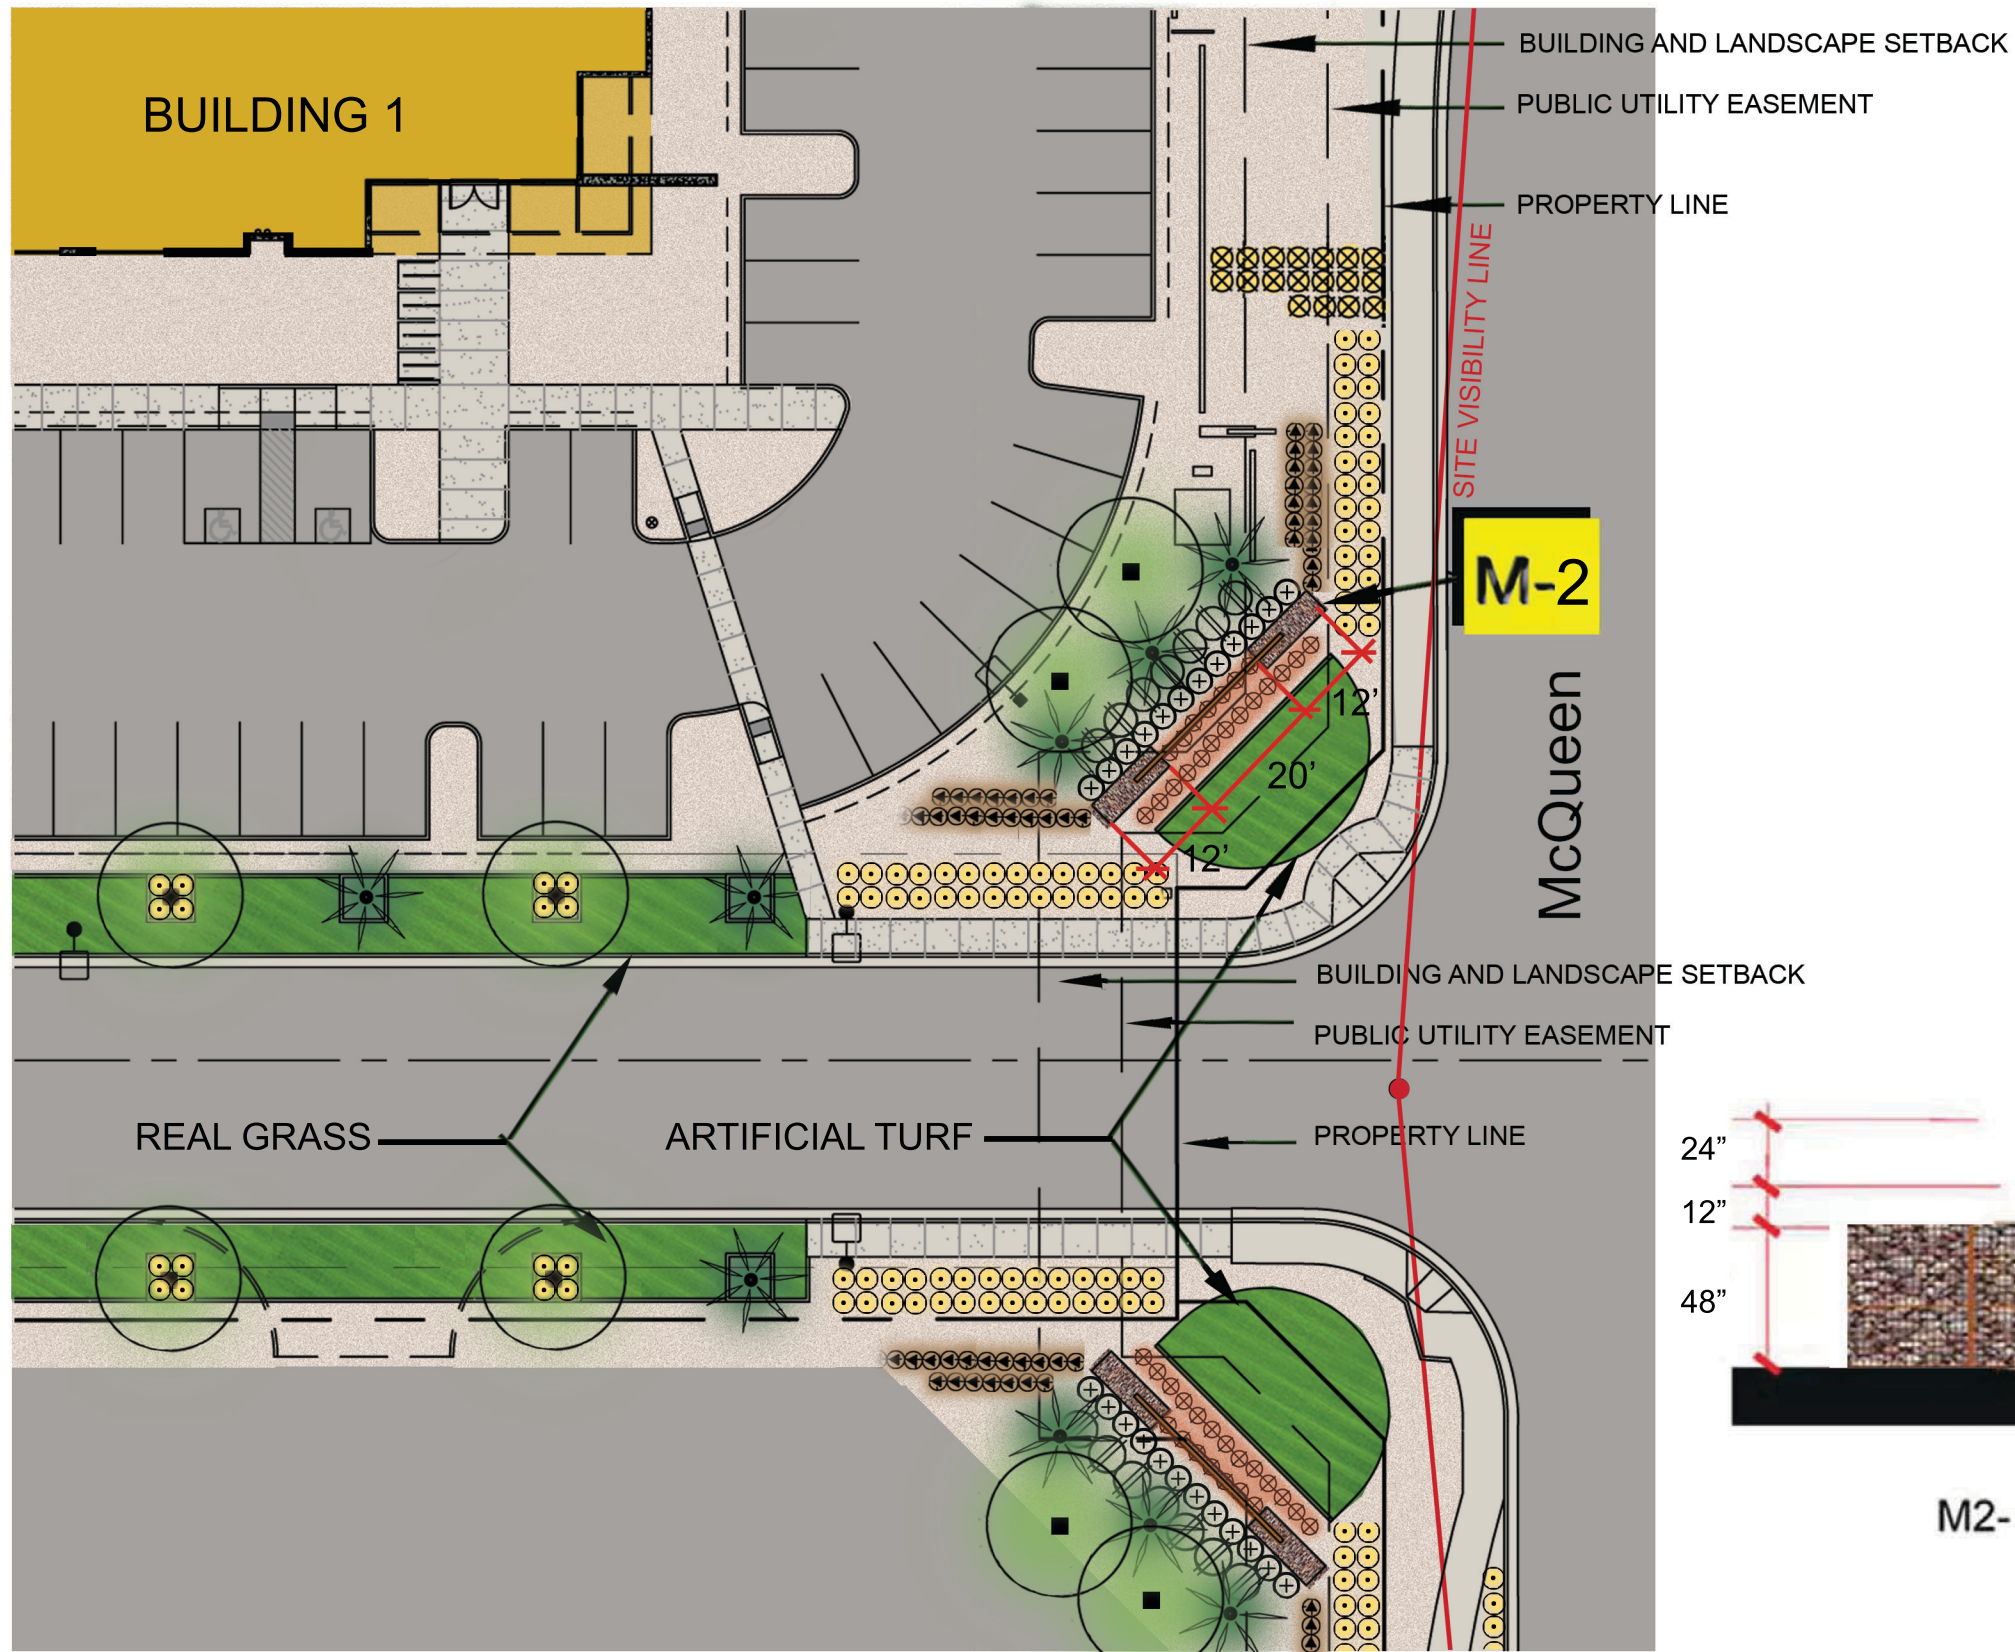 BUILDING AND LANDSCAPE SETBACK
BUILDING 1
PUBLIC UTILITY EASEMENT
PROPERTY LINE
SITE VISIBILITY LINE
M-2
12’
20’
12’
McQueen
BUILDING AND LANDSCAPE SETBACK
PUBLIC UTILITY EASEMENT
REAL GRASS
ARTIFICIAL TURF
PROPERTY LINE
24”
12”
48”
M2-